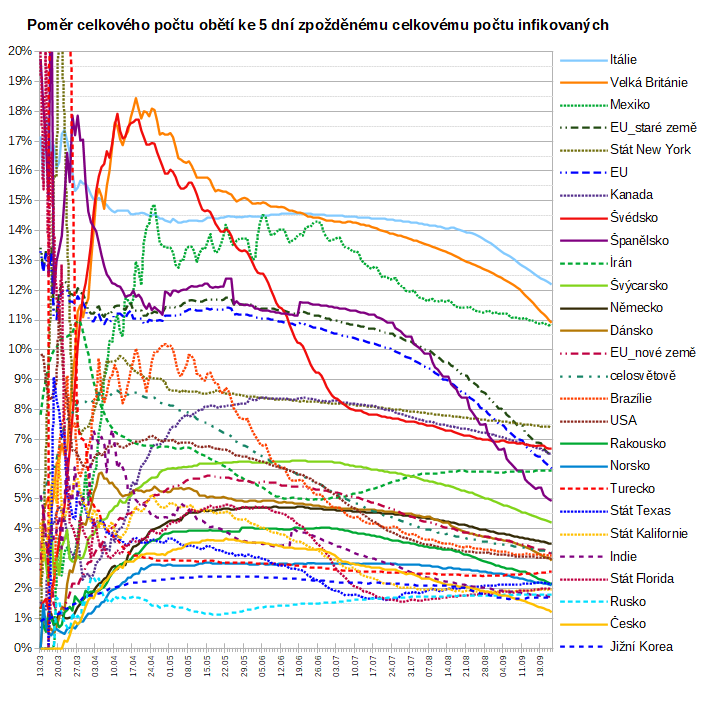 Poměr celkového počtu obětí ke 5 dní zpožděnému celkovému počtu infikovaných
20%
19%
18%
17%
16%
15%
14%
13%
12%
11%
10%
9%
8%
7%
6%
5%
4%
3%
2%
1%
0%
13.03
20.03
27.03
03.04
10.04
17.04
24.04
01.05
08.05
15.05
22.05
29.05
05.06
12.06
19.06
26.06
03.07
10.07
17.07
24.07
31.07
07.08
14.08
21.08
28.08
04.09
11.09
18.09
Itálie
Velká Británie
Mexiko
EU_staré země
Stát New York
EU
Kanada
Švédsko
Španělsko
Írán
Švýcarsko
Německo
Dánsko
EU_nové země
celosvětově
Brazílie
USA
Rakousko
Norsko
Turecko
Stát Texas
Stát Kalifornie
Indie
Stát Florida
Rusko
Česko
Jižní Korea